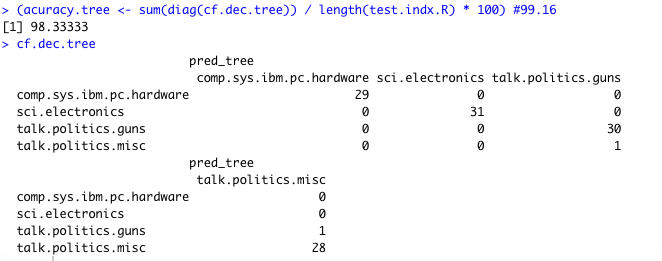 > (acuracy.tree <- sum(diag(cf.dec.tree)) / length(test.indx.R) * 100) #99.16
[1] 98.33333
> cf.dec.tree
pred_tree
comp.sys.ibm.pc.hardware sci.electronics talk.politics.guns
comp.sys.ibm.pc.hardware 29 0 0
sci.electronics 0 31 0
talk.politics.guns 0 0 30
talk.politics.misc 0 0 1
pred_tree
talk.politics.misc
comp.sys.ibm.pc.hardware 0
sci.electronics 0
talk.politics.guns 1
talk.politics.misc 28